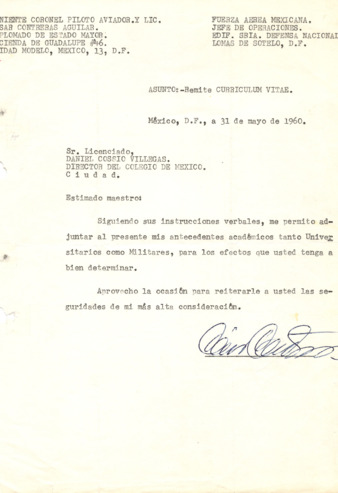 NIENTE CORONEL PILOTO AVIADOR.Y LIC.
SAR CONTRERAS AGUILAR.
PLOMADO DE ESTADO MAYOR.
CIENDA DE GUADALUPE #46.
IDAD MODELO, MEXICO, 13, D.F.
FUERZA AEREA MEXICANA.
JEFE DE OPERACIONES.
EDIF. SRIA. DEFENSA NACIONAL
LOMAS DE SOTELO, D.F.
ASUNTO:-Remite CURRICULUM VITAE.
México, D.F., a 31 de mayo de 1960.
Sr. Licenciado,
DANIEL COSSIO VILLEGAS.
DIRECTOR DEL COLEGIO DE MEXICO.
C i u d a d.
Estimado maestro:
Siguiendo sus instrucciones verbales, me permito ad-
juntar al presente mis antecedentes académicos tanto Univer
sitarios como Militares, para los efectos que usted tenga a
bien determinar.
Aprovecho la ocasión para reiterarle a usted las se-
guridades de mi más alta consideración.